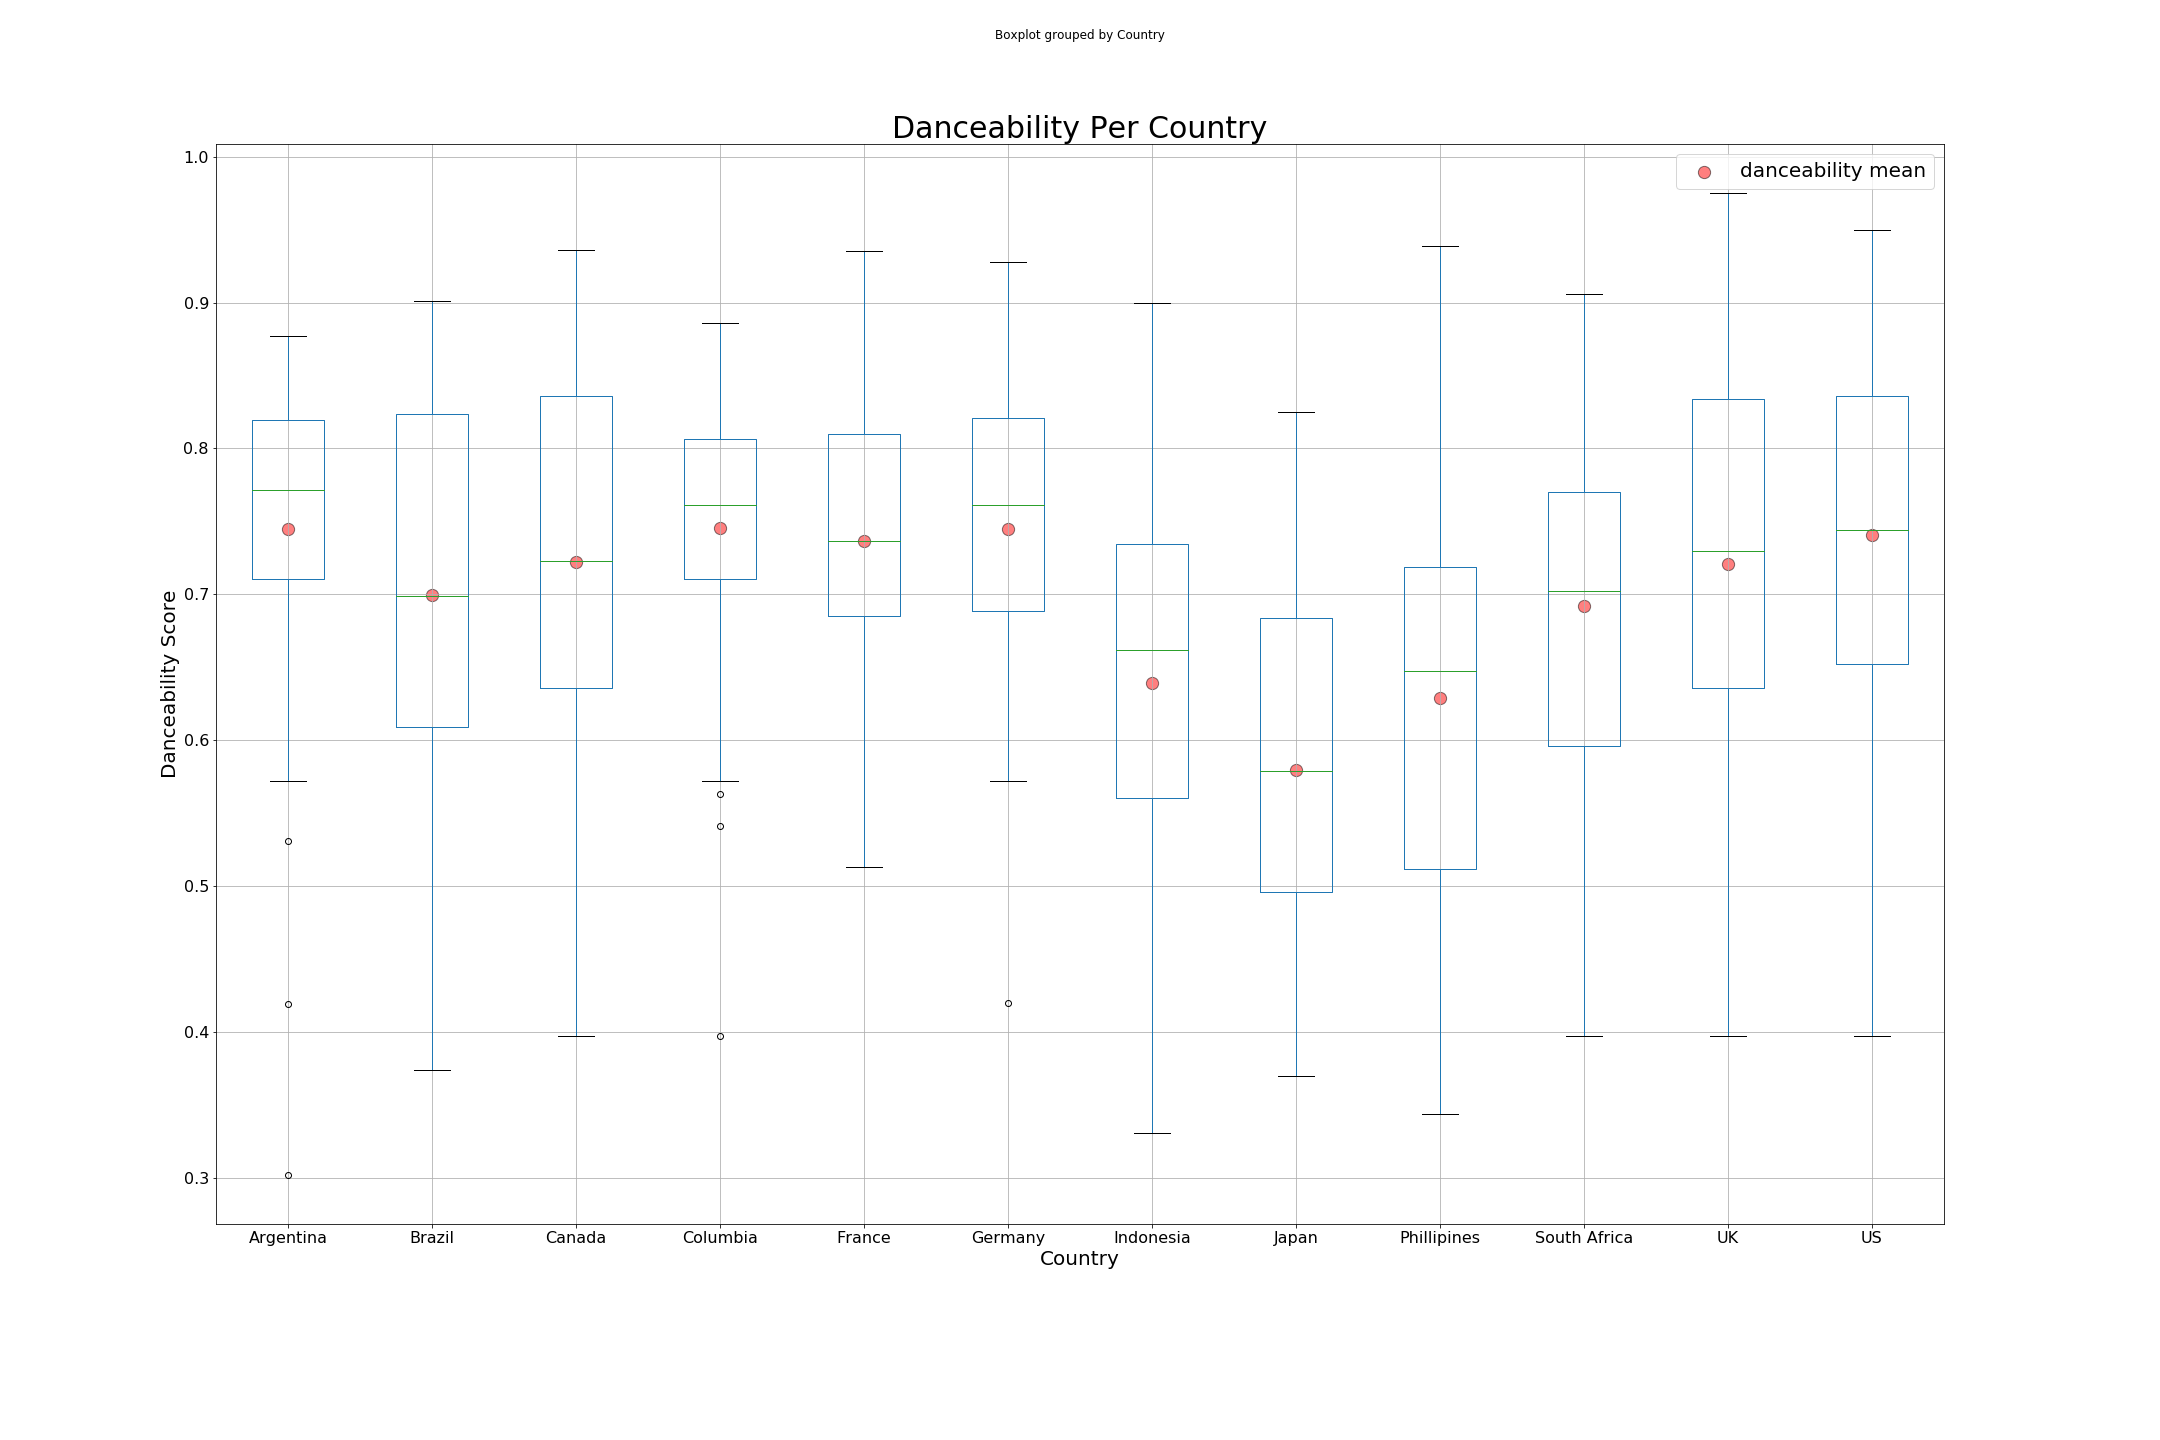 Boxplot grouped by Country
Danceability Per Country
danceability mean
1.0
0.9
0.8
0.7
0.6
0.5
0.4
0.3
Danceability Score
Argentina Brazil Canada Columbia France Germany Indonesia Japan Phillipines South Africa UK US
Country